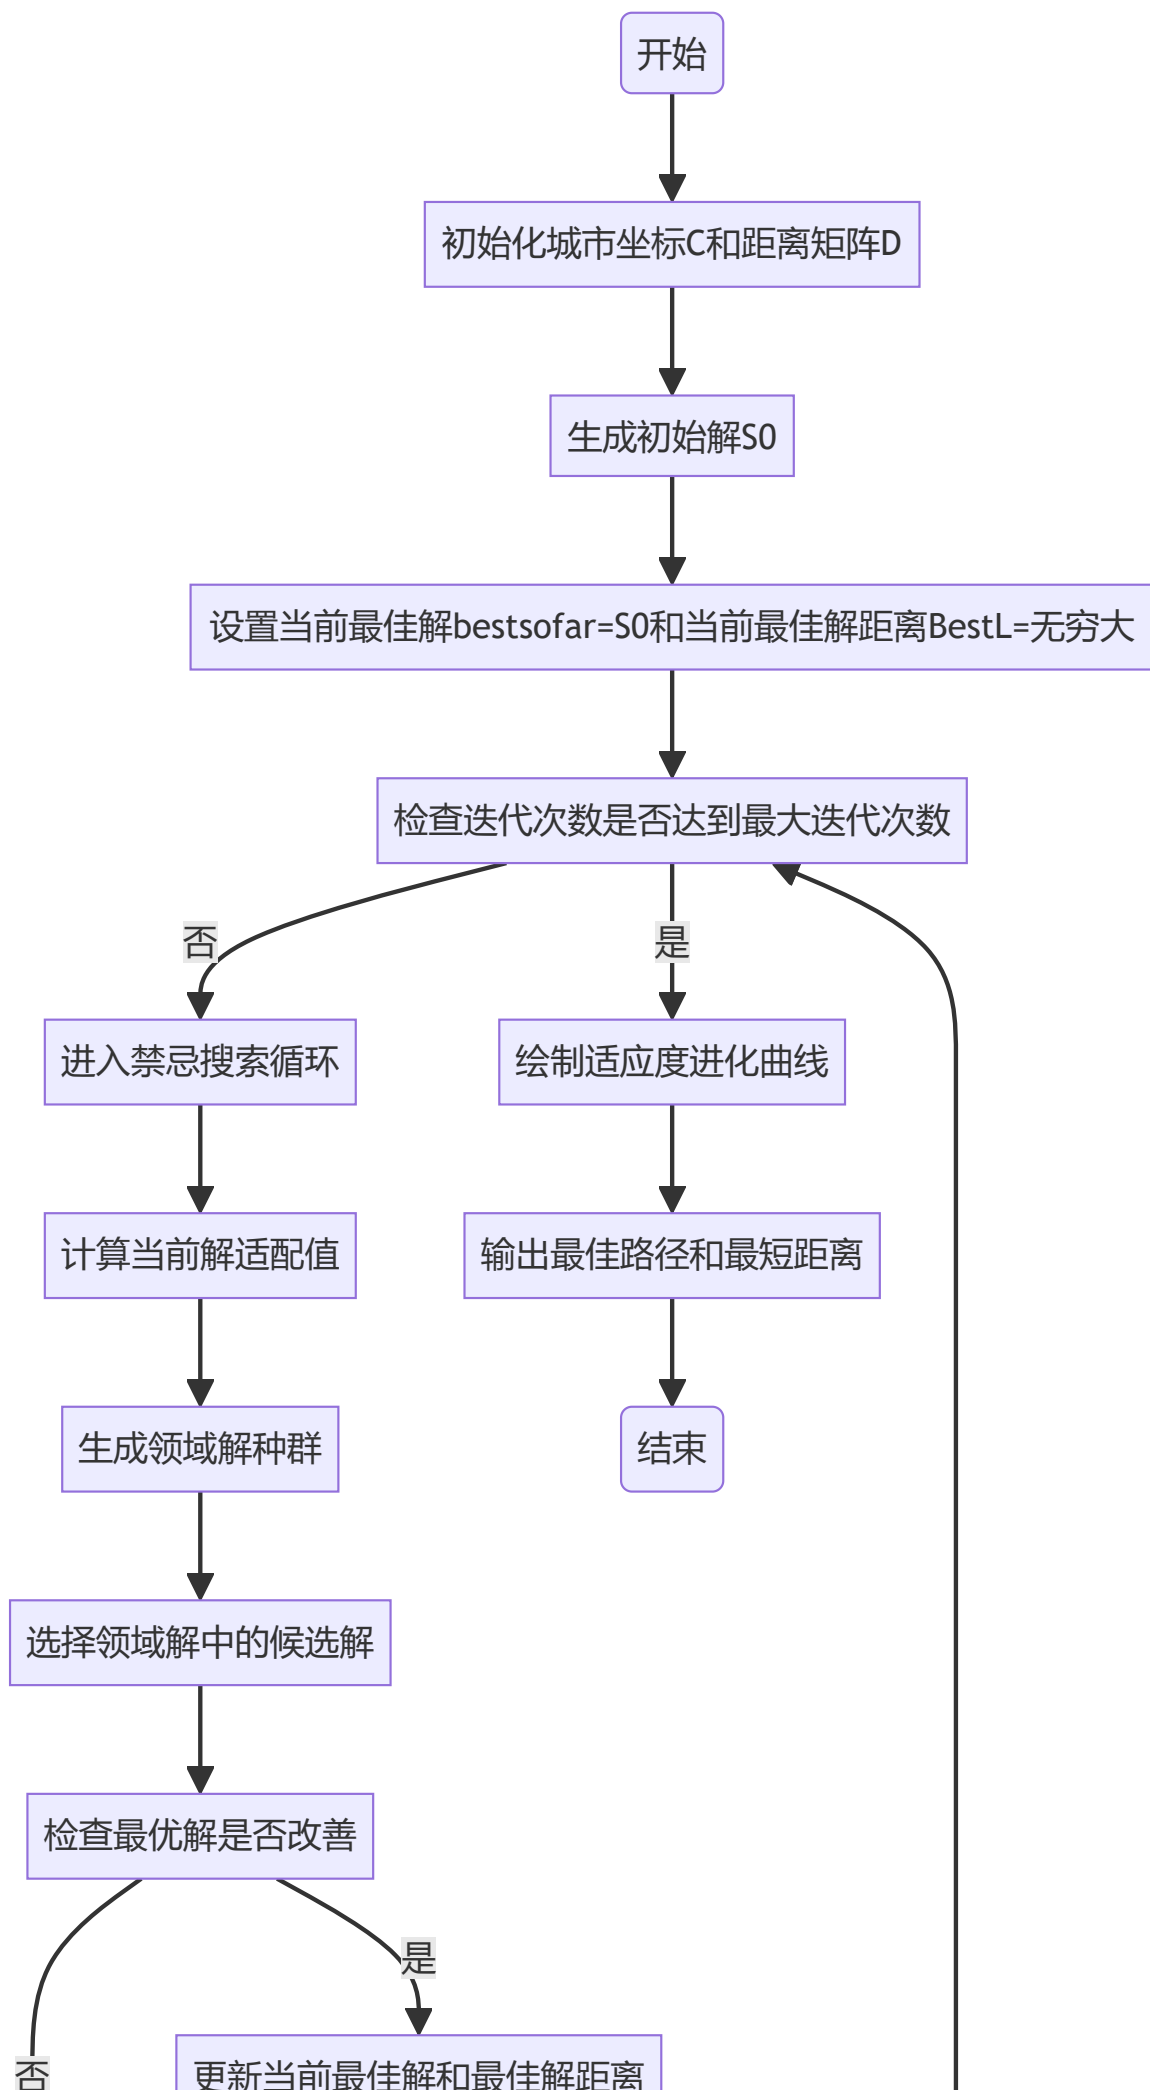 开始
初始化城市坐标C和距离矩阵D
生成初始解S0
设置当前最佳解bestsofar=S0和当前最佳解距离BestL=无穷大
检查迭代次数是否达到最大迭代次数
否
是
进入禁忌搜索循环
绘制适应度进化曲线
计算当前解适配值
输出最佳路径和最短距离
生成领域解种群
结束
选择领域解中的候选解
检查最优解是否改善
是
否
更新当前最佳解和最佳解距离